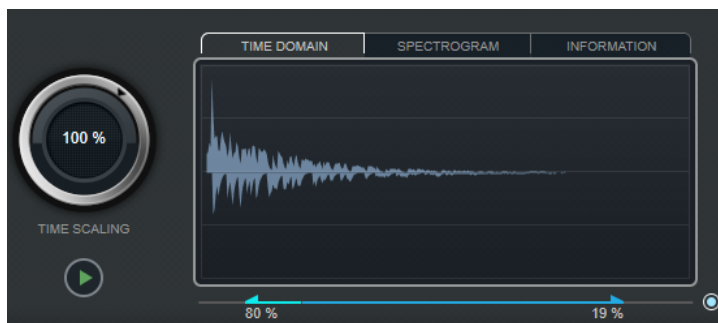 TIME DOMAIN
SPECTROGRAM
INFORMATION
100 %
TIME SCALING
80 %
19 %